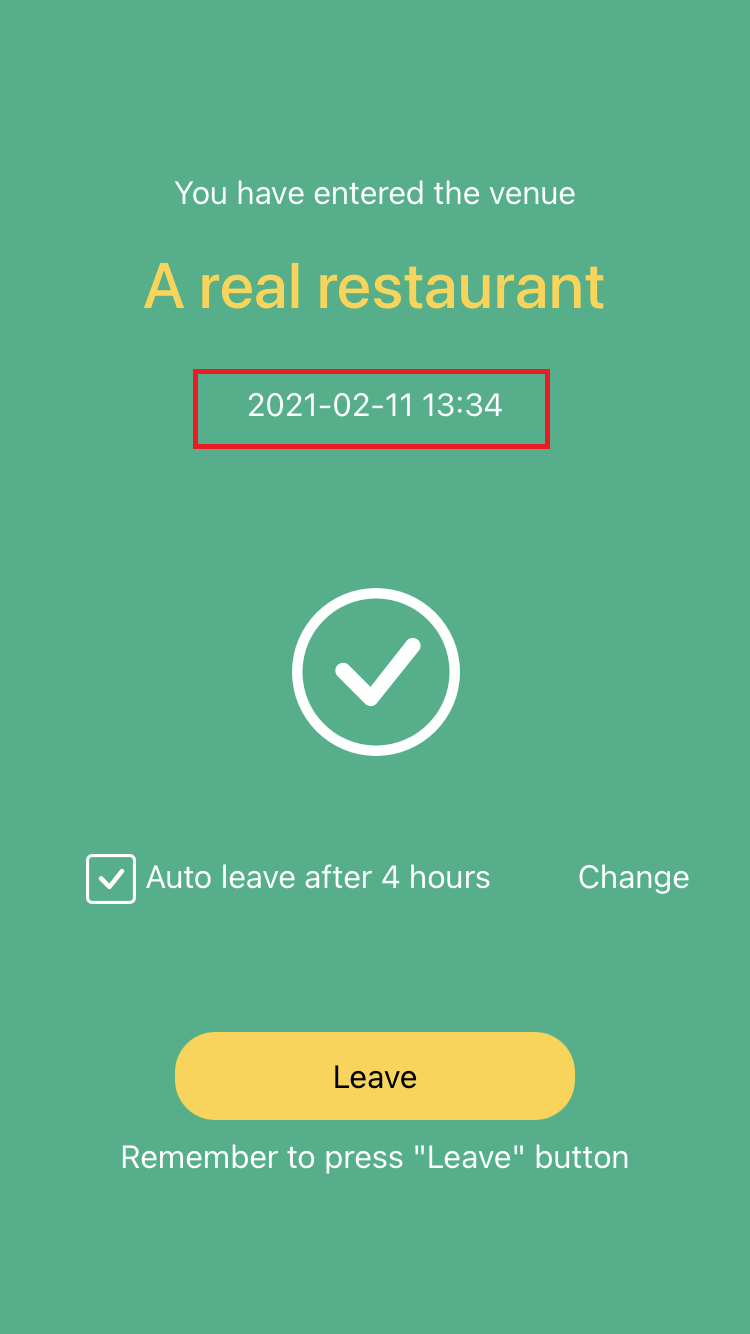 You have entered the venue
A real restaurant
2021-02-11 13:34
Auto leave after 4 hours
Change
Leave
Remember to press "Leave" button